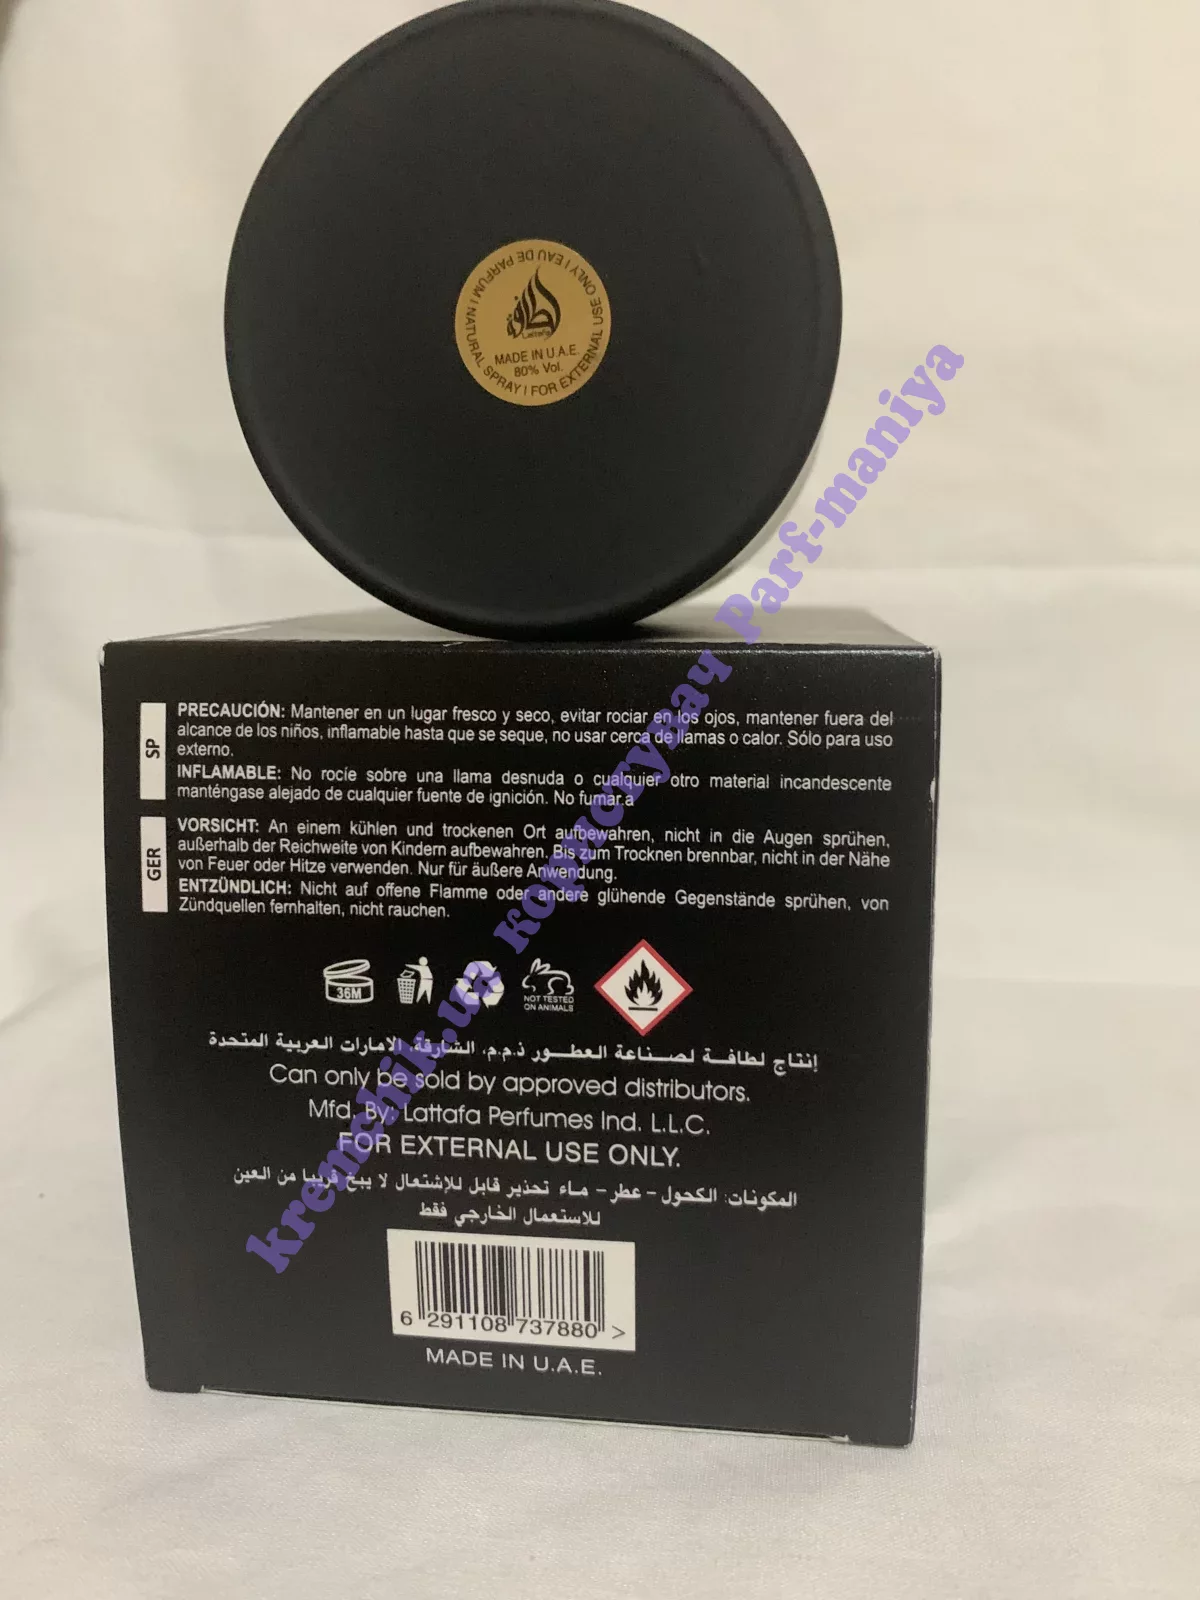 EAU DE PARFUM | NATURAL SPRAY | FOR EXTERNAL USE ONLY |
لطافة
Lattafa
MADE IN U.A.E.
80% Vol.
SP
PRECAUCIÓN: Mantener en un lugar fresco y seco, evitar rociar en los ojos, mantener fuera del
alcance de los niños, inflamable hasta que se seque, no usar cerca de llamas o calor. Sólo para uso
externo.
INFLAMABLE: No rocíe sobre una llama desnuda o cualquier otro material incandescente
manténgase alejado de cualquier fuente de ignición. No fumar.a
GER
VORSICHT: An einem kühlen und trockenen Ort aufbewahren, nicht in die Augen sprühen,
außerhalb der Reichweite von Kindern aufbewahren. Bis zum Trocknen brennbar, nicht in der Nähe
von Feuer oder Hitze verwenden. Nur für äußere Anwendung.
ENTZÜNDLICH: Nicht auf offene Flamme oder andere glühende Gegenstände sprühen, von
Zündquellen fernhalten, nicht rauchen.
36M
NOT TESTED
ON ANIMALS
إنتاج لطافة لصناعة العطور ذ.م.م. الشارقة، الامارات العربية المتحدة
Can only be sold by approved distributors.
Mfd. By: Lattafa Perfumes Ind. L.L.C.
FOR EXTERNAL USE ONLY.
المكونات: الكحول - عطر - ماء تحذير قابل للإشتعال لا يبخ قريبا من العين
للاستعمال الخارجي فقط
6 291108 737880 >
MADE IN U.A.E.
kremchik.ua користувач Parf-maniya